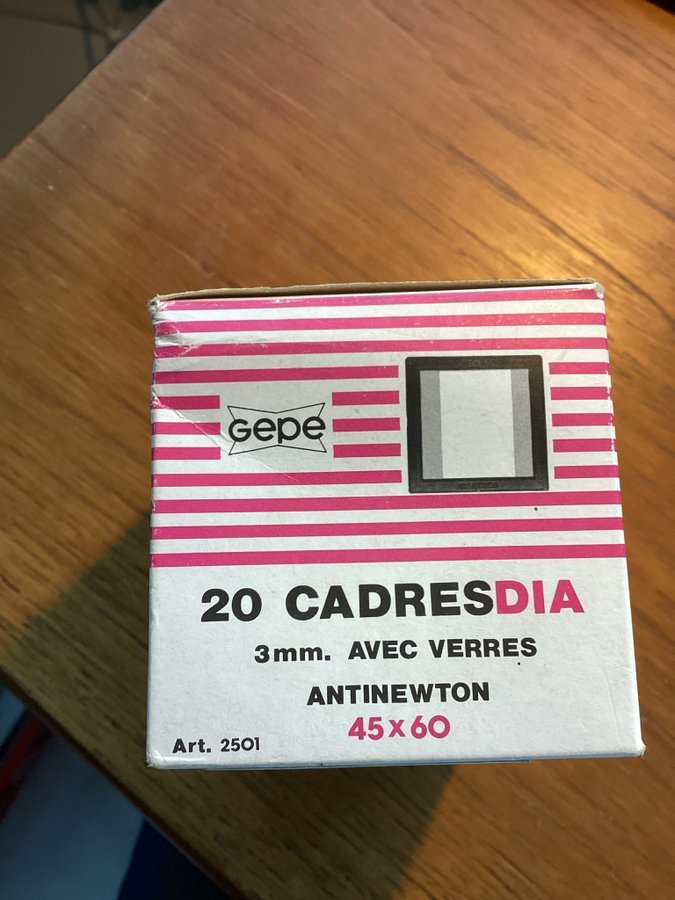 GePe
20 CADRESDIA
3mm. AVEC VERRES
ANTINEWTON
45x60
Art. 2501